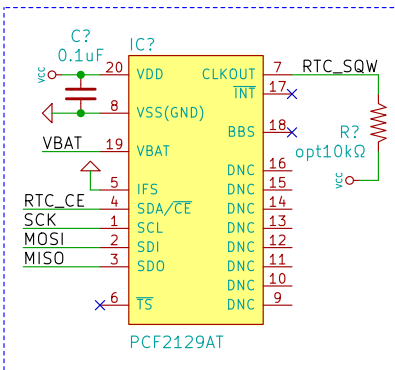 C?
0.1uF
VCC
IC?
20 VDD
8 VSS(GND)
VBAT 19 VBAT
5 IFS
RTC_CE 4 SDA/CE
SCK 1 SCL
MOSI 2 SDI
MISO 3 SDO
6 TS
CLKOUT 7 RTC_SQW
INT 17
BBS 18
DNC 16
DNC 15
DNC 14
DNC 13
DNC 12
DNC 11
DNC 10
DNC 9
R?
opt10kΩ
VCC
PCF2129AT